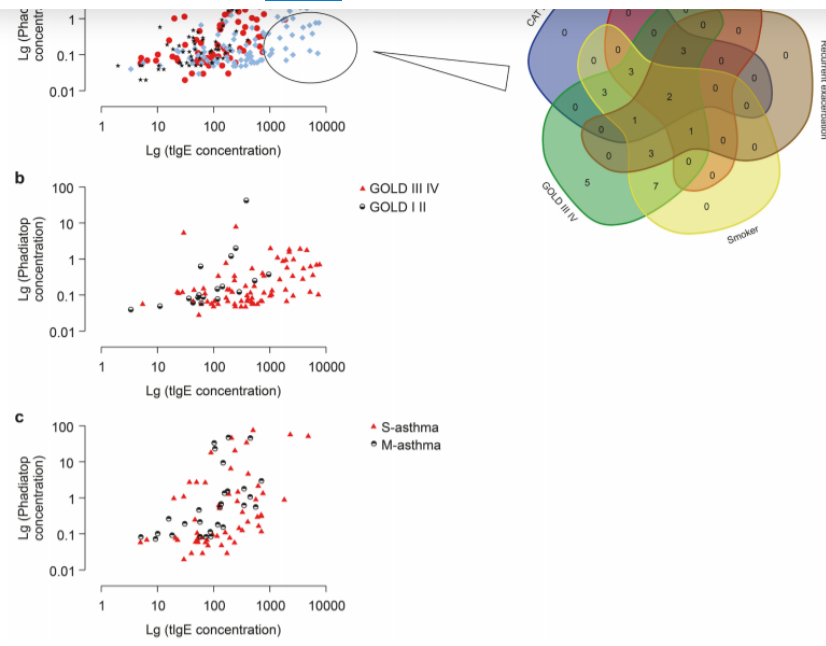 Lg (Phadiatop
1
0.1
0.01
1 10 100 1000 10000
Lg (tIgE concentration)
CAT
0
0
0
0
0
0
0
3
3
0
0
3
2
0
0
0
0
1
1
0
0
0
3
0
0
5
7
0
0
GOLD III IV
Smoker
Recurrent exacerbation
b
Lg (Phadiatop
concentration)
100
10
1
0.1
0.01
1 10 100 1000 10000
Lg (tIgE concentration)
GOLD III IV
GOLD I II
c
Lg (Phadiatop
concentration)
100
10
1
0.1
0.01
1 10 100 1000 10000
Lg (tIgE concentration)
S-asthma
M-asthma